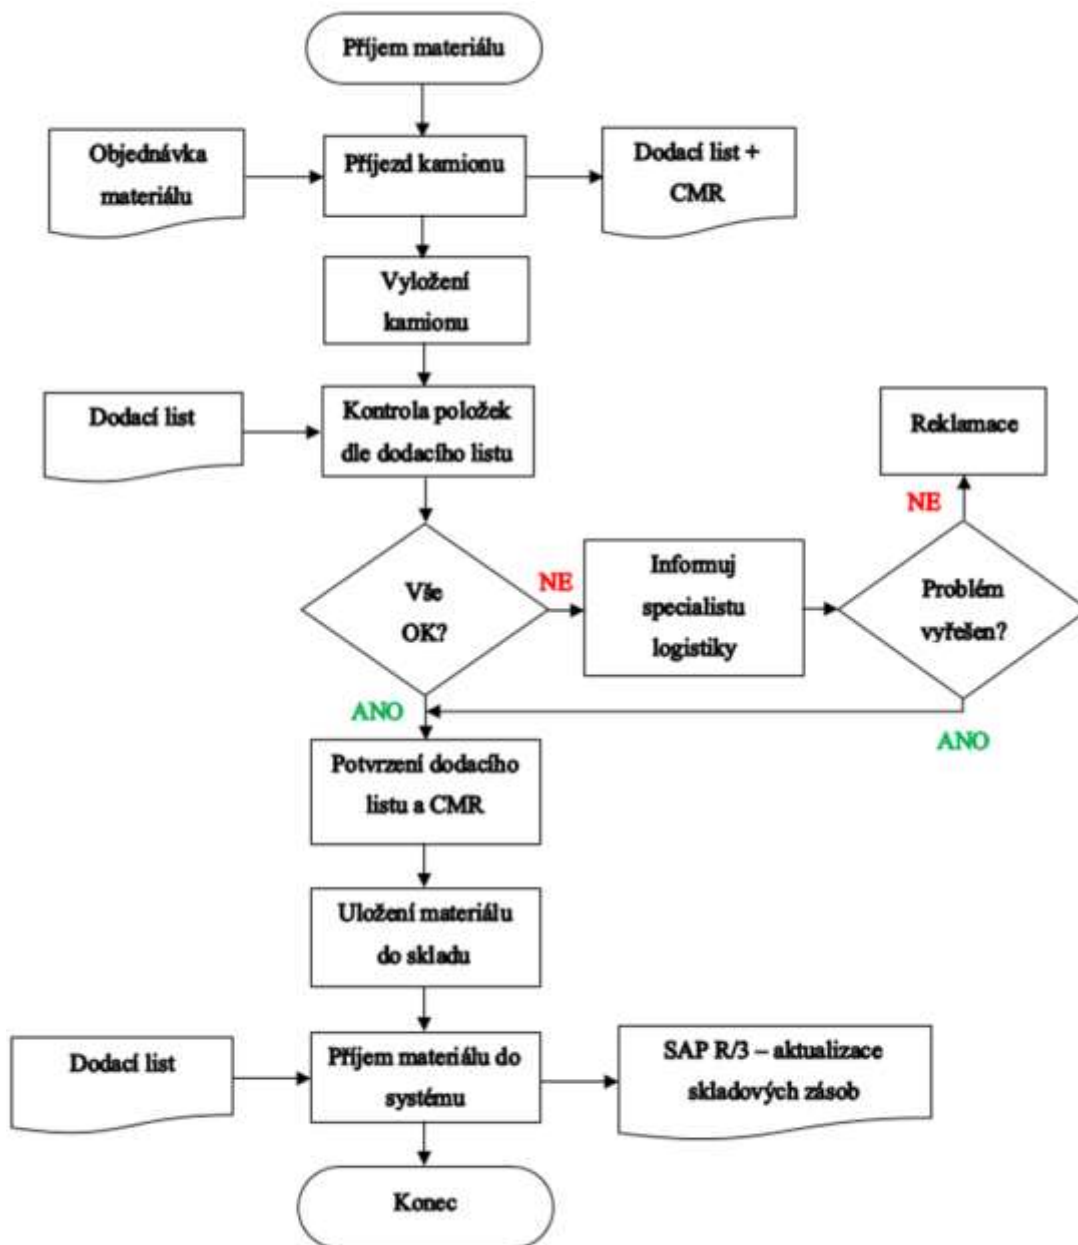 Příjem materiálu
Objednávka
materiálu
Příjezd kamionu
Dodací list +
CMR
Vyložení
kamionu
Dodací list
Kontrola položek
dle dodacího listu
Reklamace
NE
Vše
OK?
NE
Informuj
specialistu
logistiky
Problém
vyřešen?
ANO
ANO
Potvrzení dodacího
listu a CMR
Uložení materiálu
do skladu
Dodací list
Příjem materiálu do
systému
SAP R/3 – aktualizace
skladových zásob
Konec